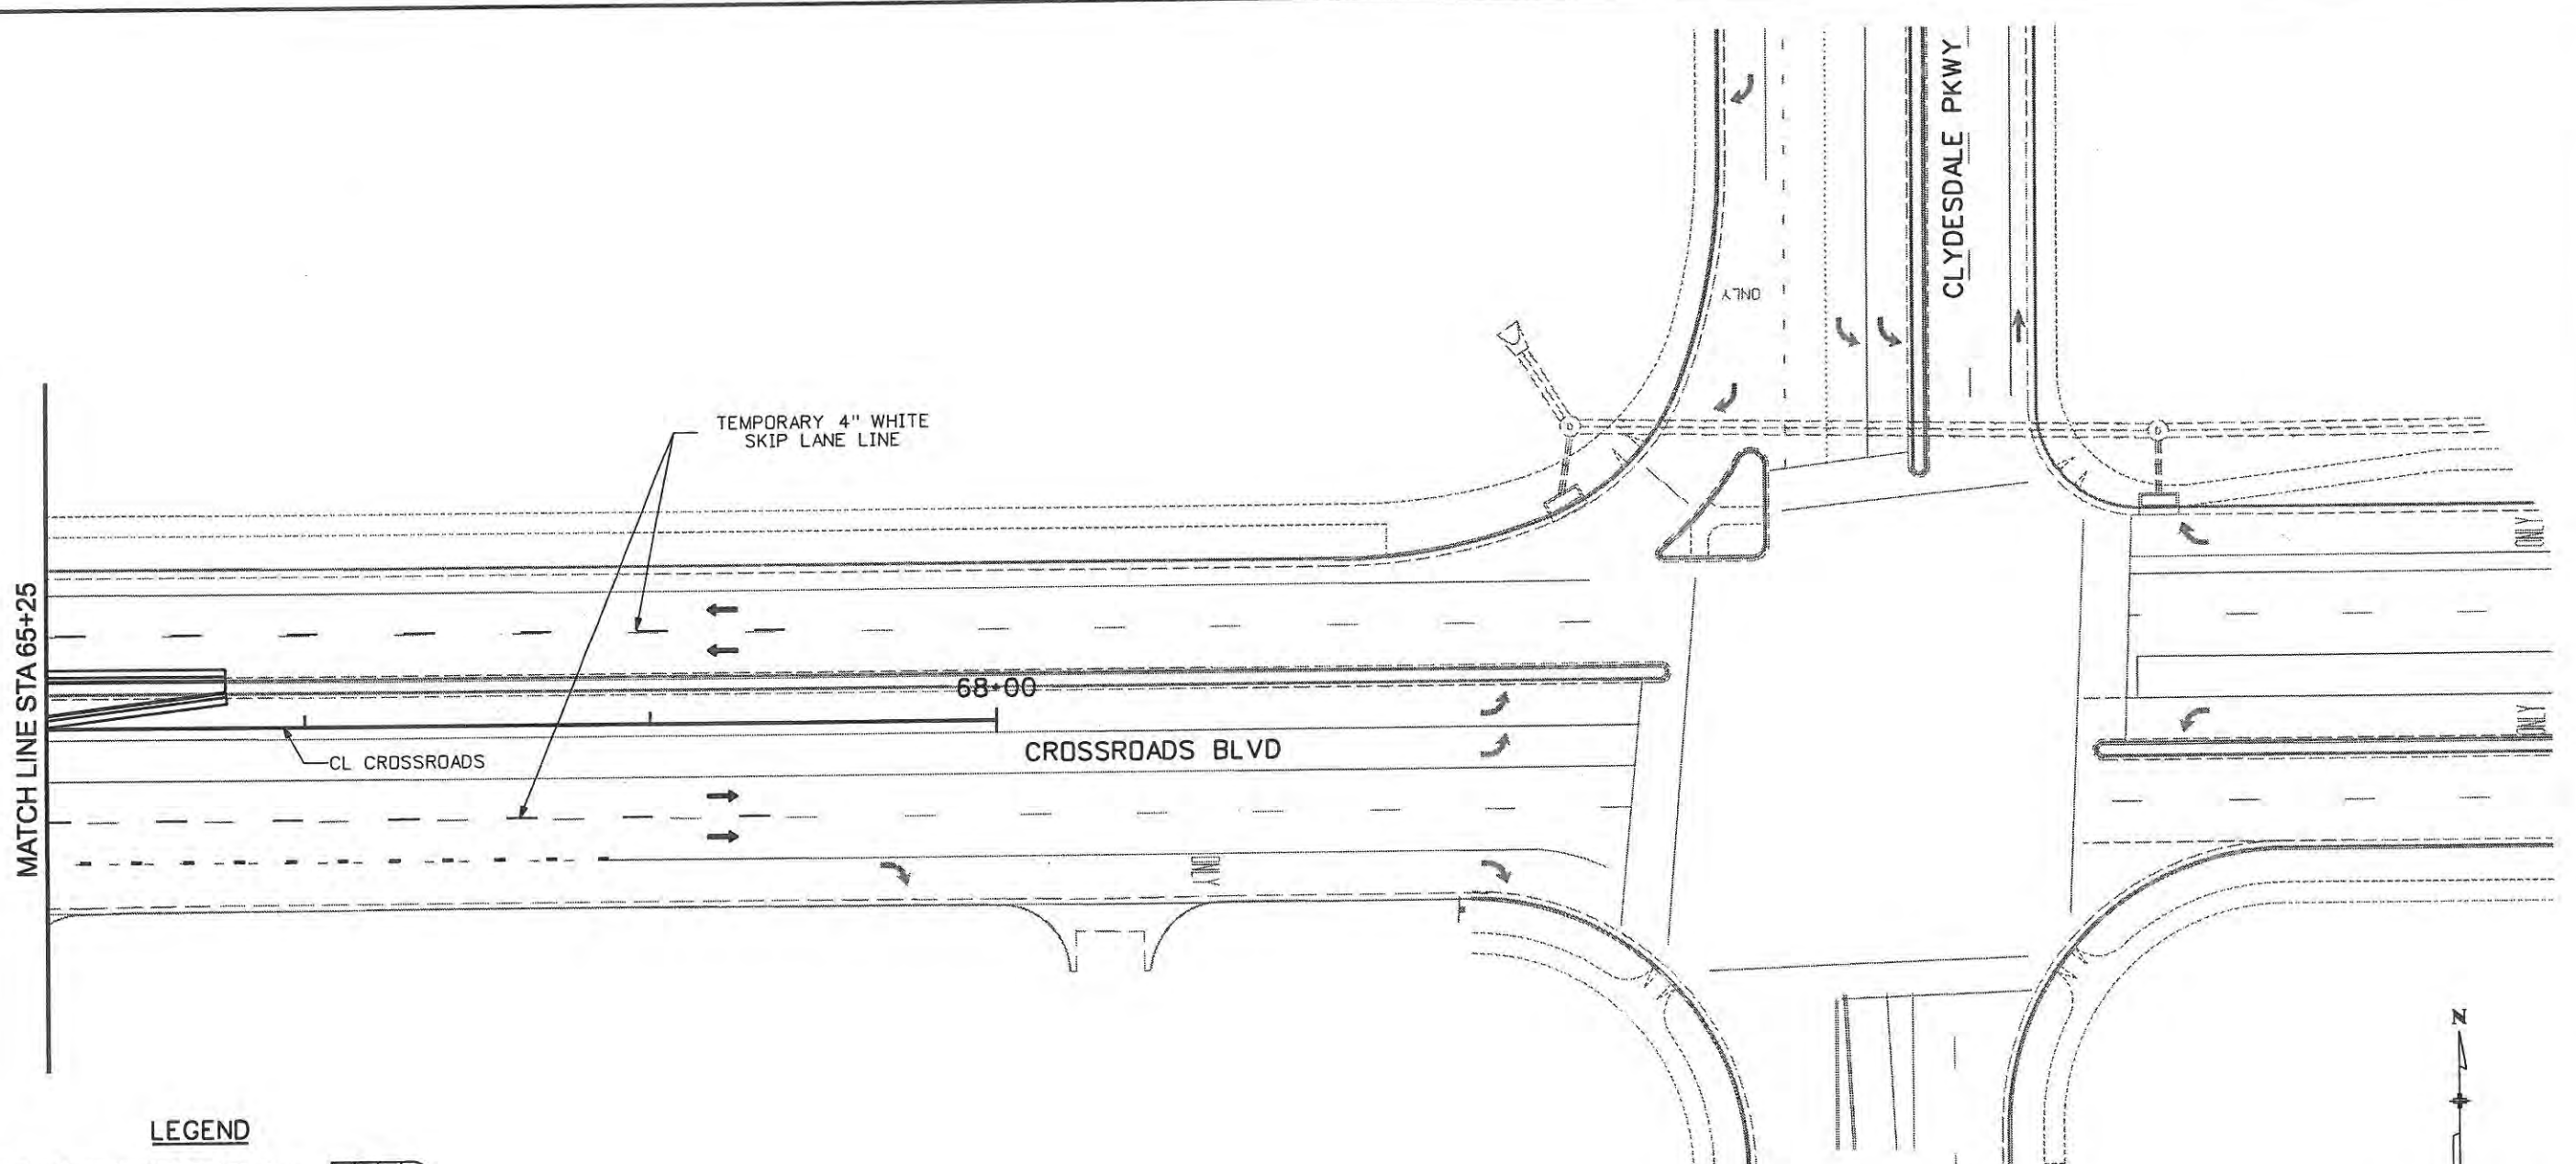 CLYDESDALE PKWY
ONLY
TEMPORARY 4" WHITE
SKIP LANE LINE
ONLY
MATCH LINE STA 65+25
68+00
CL CROSSROADS
CROSSROADS BLVD
ONLY
ONLY
LEGEND
N